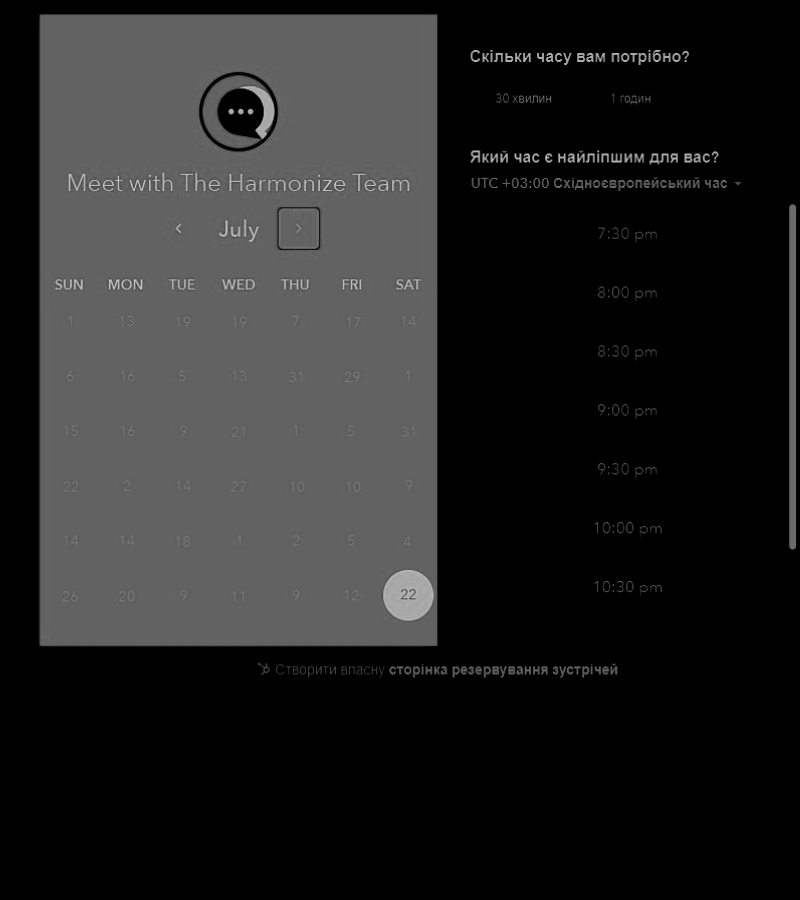 Meet with The Harmonize Team
July
SUN MON TUE WED THU FRI SAT
1 13 19 19 7 17 14
6 16 5 13 31 29 1
15 16 9 21 1 5 31
22 2 14 27 10 10 9
14 14 18 1 2 5 4
26 20 9 11 9 12 22
Скільки часу вам потрібно?
30 хвилин 1 годин
Який час є найліпшим для вас?
UTC +03:00 Східноєвропейський час
7:30 pm
8:00 pm
8:30 pm
9:00 pm
9:30 pm
10:00 pm
10:30 pm
Створити власну сторінка резервування зустрічей